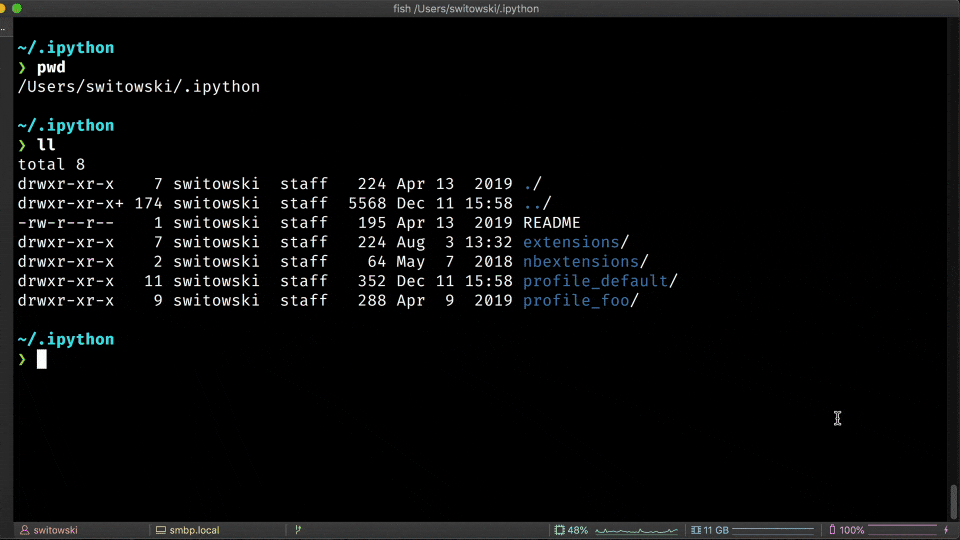 fish /Users/switowski/.ipython
~/.ipython
❯ pwd
/Users/switowski/.ipython
~/.ipython
❯ ll
total 8
drwxr-xr-x    7 switowski  staff   224 Apr 13  2019 ./
drwxr-xr-x+ 174 switowski  staff  5568 Dec 11 15:58 ../
-rw-r--r--    1 switowski  staff   195 Apr 13  2019 README
drwxr-xr-x    7 switowski  staff   224 Aug  3 13:32 extensions/
drwxr-xr-x    2 switowski  staff    64 May  7  2018 nbextensions/
drwxr-xr-x   11 switowski  staff   352 Dec 11 15:58 profile_default/
drwxr-xr-x    9 switowski  staff   288 Apr  9  2019 profile_foo/
~/.ipython
❯
switowski smbp.local 48% 11 GB 100%